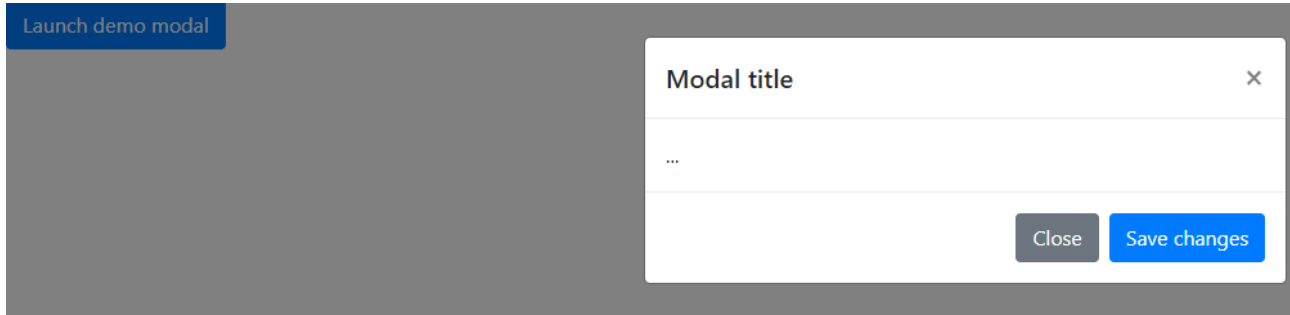 Launch demo modal
Modal title ×
...
Close Save changes